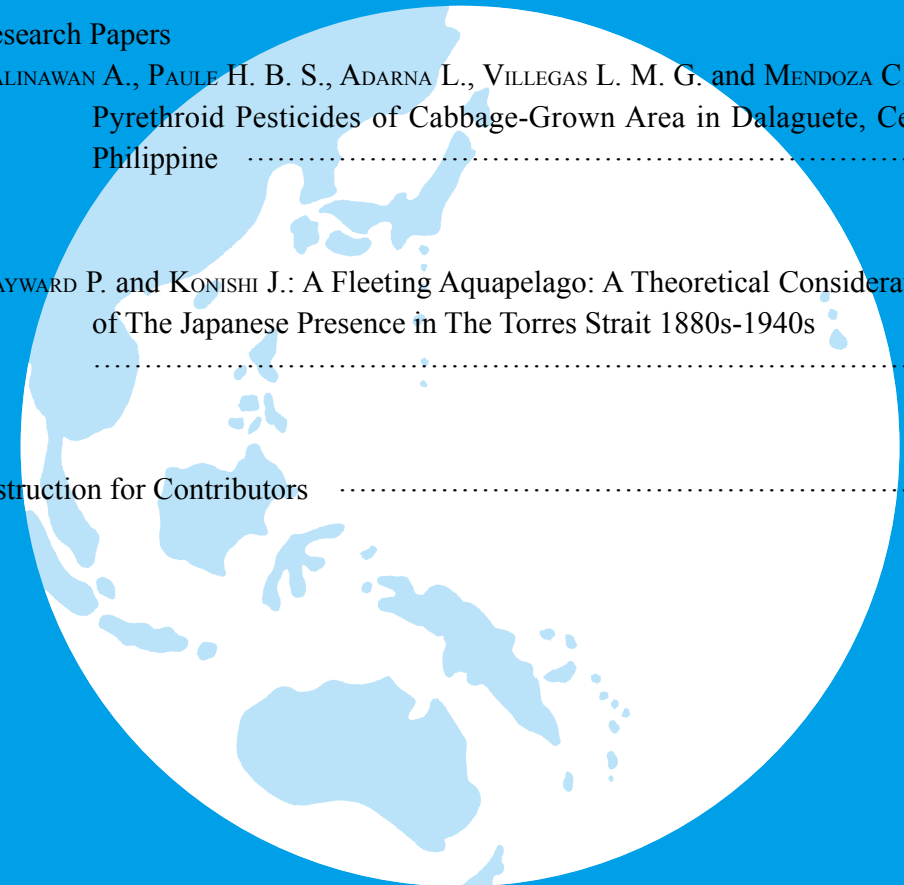 esearch Papers
ALINAWAN A., PAULE H. B. S., ADARNA L., VILLEGAS L. M. G. and MENDOZA C.
Pyrethroid Pesticides of Cabbage-Grown Area in Dalaguete, Ce
Philippine ........................................................................
AYWARD P. and KONISHI J.: A Fleeting Aquapelago: A Theoretical Considera
of The Japanese Presence in The Torres Strait 1880s-1940s
........................................................................................
struction for Contributors ............................................................